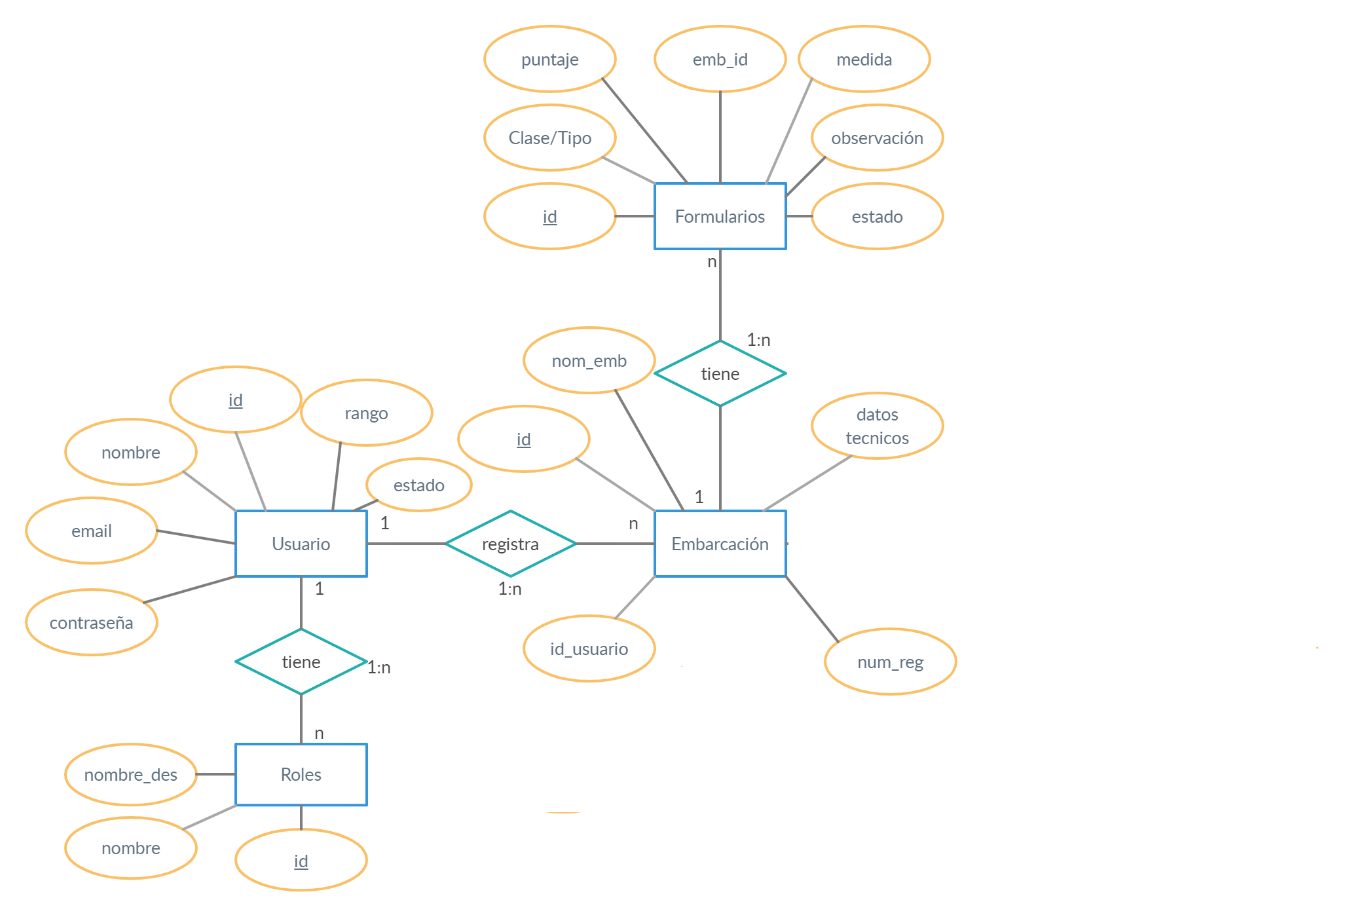 puntaje
emb_id
medida
Clase/Tipo
observación
id
Formularios
estado
n
1:n
nom_emb
tiene
id
rango
datos
tecnicos
nombre
id
estado
1
email
1
n
Usuario
registra
Embarcación
1
1:n
contraseña
id_usuario
tiene
1:n
num_reg
n
nombre_des
Roles
nombre
id